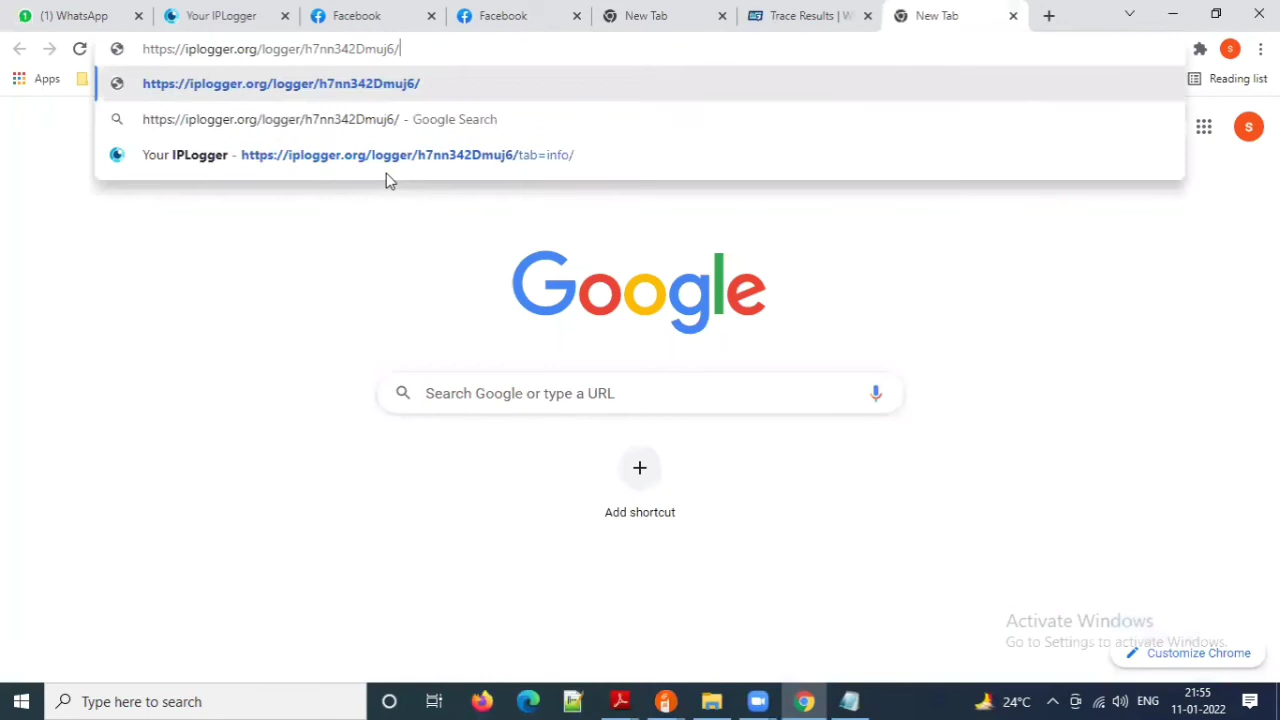 (1) WhatsApp
Your IPLogger
Facebook
Facebook
New Tab
Trace Results | W
New Tab
https://iplogger.org/logger/h7nn342Dmuj6/
Apps
Reading list
https://iplogger.org/logger/h7nn342Dmuj6/
https://iplogger.org/logger/h7nn342Dmuj6/ - Google Search
Your IPLogger - https://iplogger.org/logger/h7nn342Dmuj6/tab=info/
S
S
Google
Search Google or type a URL
Add shortcut
Activate Windows
Go to Settings to activate Windows.
Customize Chrome
Type here to search
24°C
ENG
21:55
11-01-2022